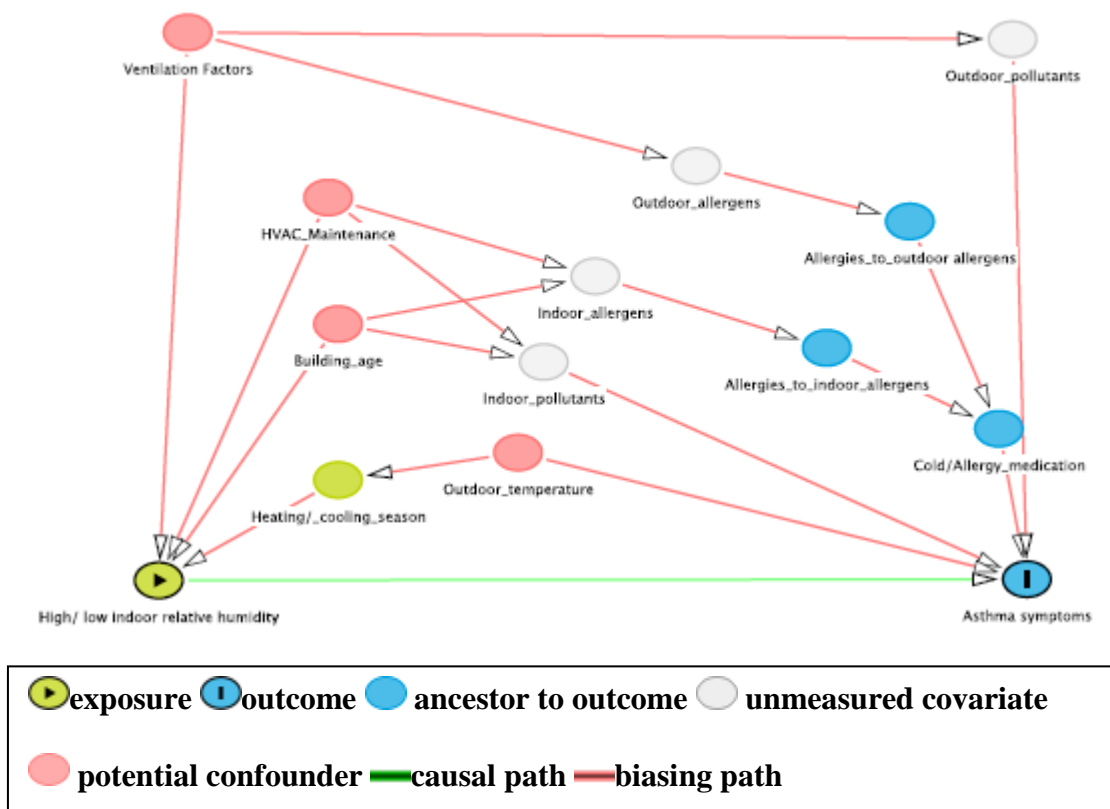 Ventilation Factors
Outdoor_pollutants
Outdoor_allergens
HVAC_Maintenance
Allergies_to_outdoor allergens
Indoor_allergens
Building_age
Allergies_to_indoor_allergens
Indoor_pollutants
Cold/Allergy_medication
Outdoor_temperature
Heating/_cooling_season
High/ low indoor relative humidity
Asthma symptoms
exposure outcome ancestor to outcome unmeasured covariate
potential confounder causal path biasing path